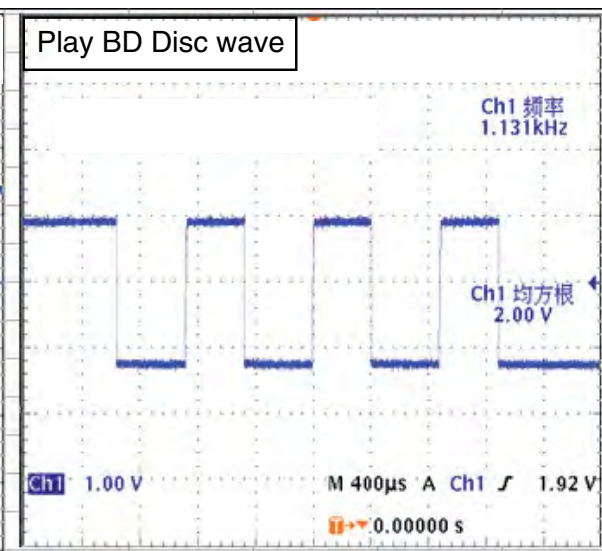 Play BD Disc wave
Ch1 频率
1.131kHz
Ch1 均方根
2.00 V
Ch1 1.00 V M 400µs A Ch1 ƒ 1.92 V
T→▼ 0.00000 s